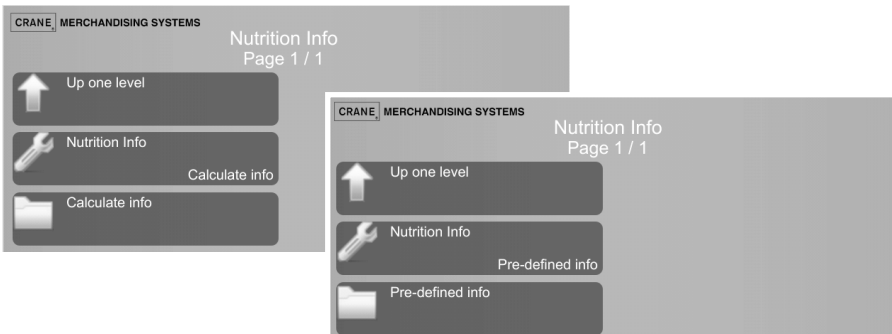 CRANE® MERCHANDISING SYSTEMS
Nutrition Info
Page 1 / 1
Up one level
Nutrition Info
Calculate info
Calculate info
CRANE® MERCHANDISING SYSTEMS
Nutrition Info
Page 1 / 1
Up one level
Nutrition Info
Pre-defined info
Pre-defined info